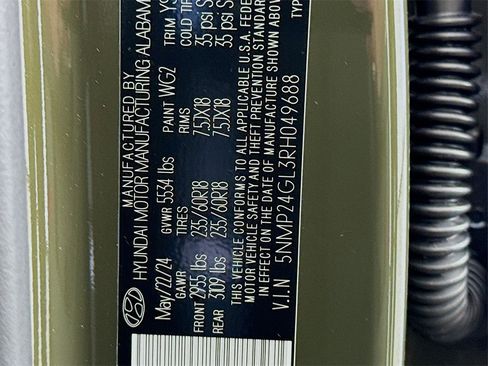 MANUFACTURED BY
HYUNDAI MOTOR MANUFACTURING ALABAMA
May/22/24 GVWR 5534 lbs PAINT WG2 TRIM
GAWR TIRES RIMS COLD
FRONT 2955 lbs 235/60R18 7.5JX18 35 psi
REAR 3109 lbs 235/60R18 7.5JX18 35 psi
THIS VEHICLE CONFORMS TO ALL APPLICABLE U.S.A. FEDE
MOTOR VEHICLE SAFETY AND THEFT PREVENTION STANDAR
IN EFFECT ON THE DATE OF MANUFACTURE SHOWN ABOV
V.I.N 5NMP24GL3RH049688